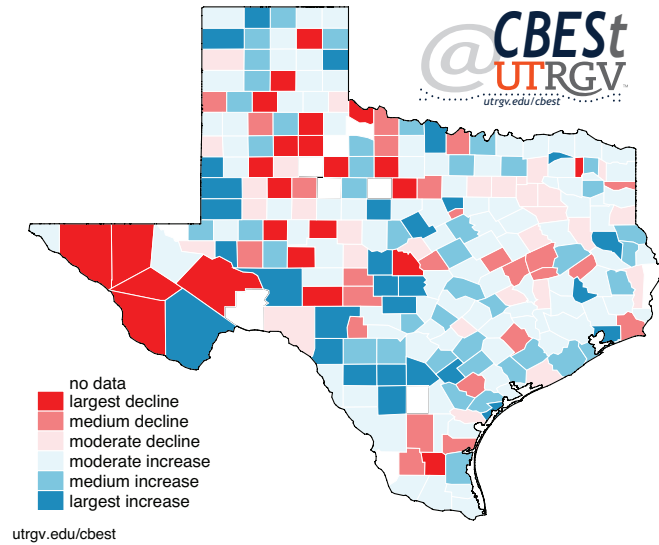 @CBESt
UTRGV™
utrgv.edu/cbest
no data
largest decline
medium decline
moderate decline
moderate increase
medium increase
largest increase
utrgv.edu/cbest